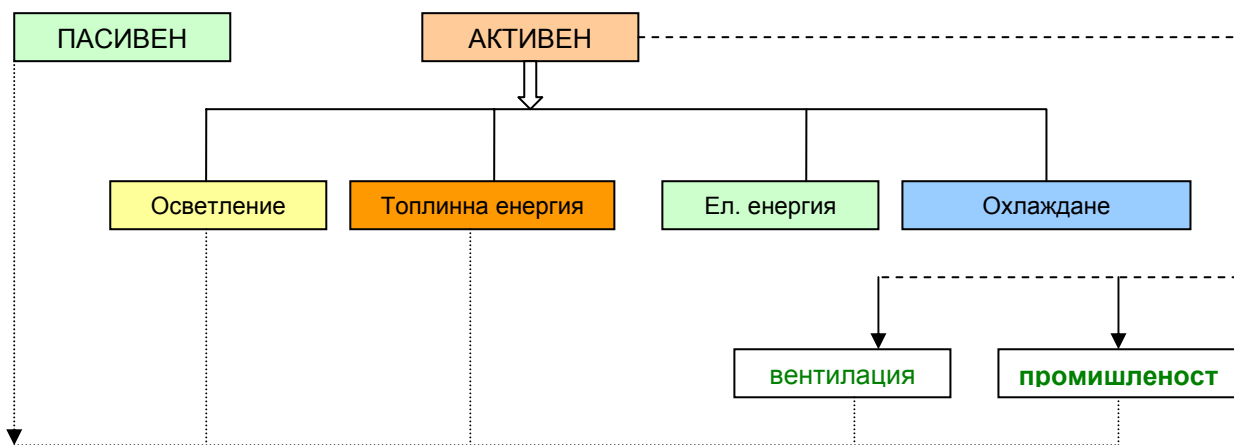 ПАСИВЕН
АКТИВЕН
Осветление
Топлинна енергия
Ел. енергия
Охлаждане
вентилация
промишленост